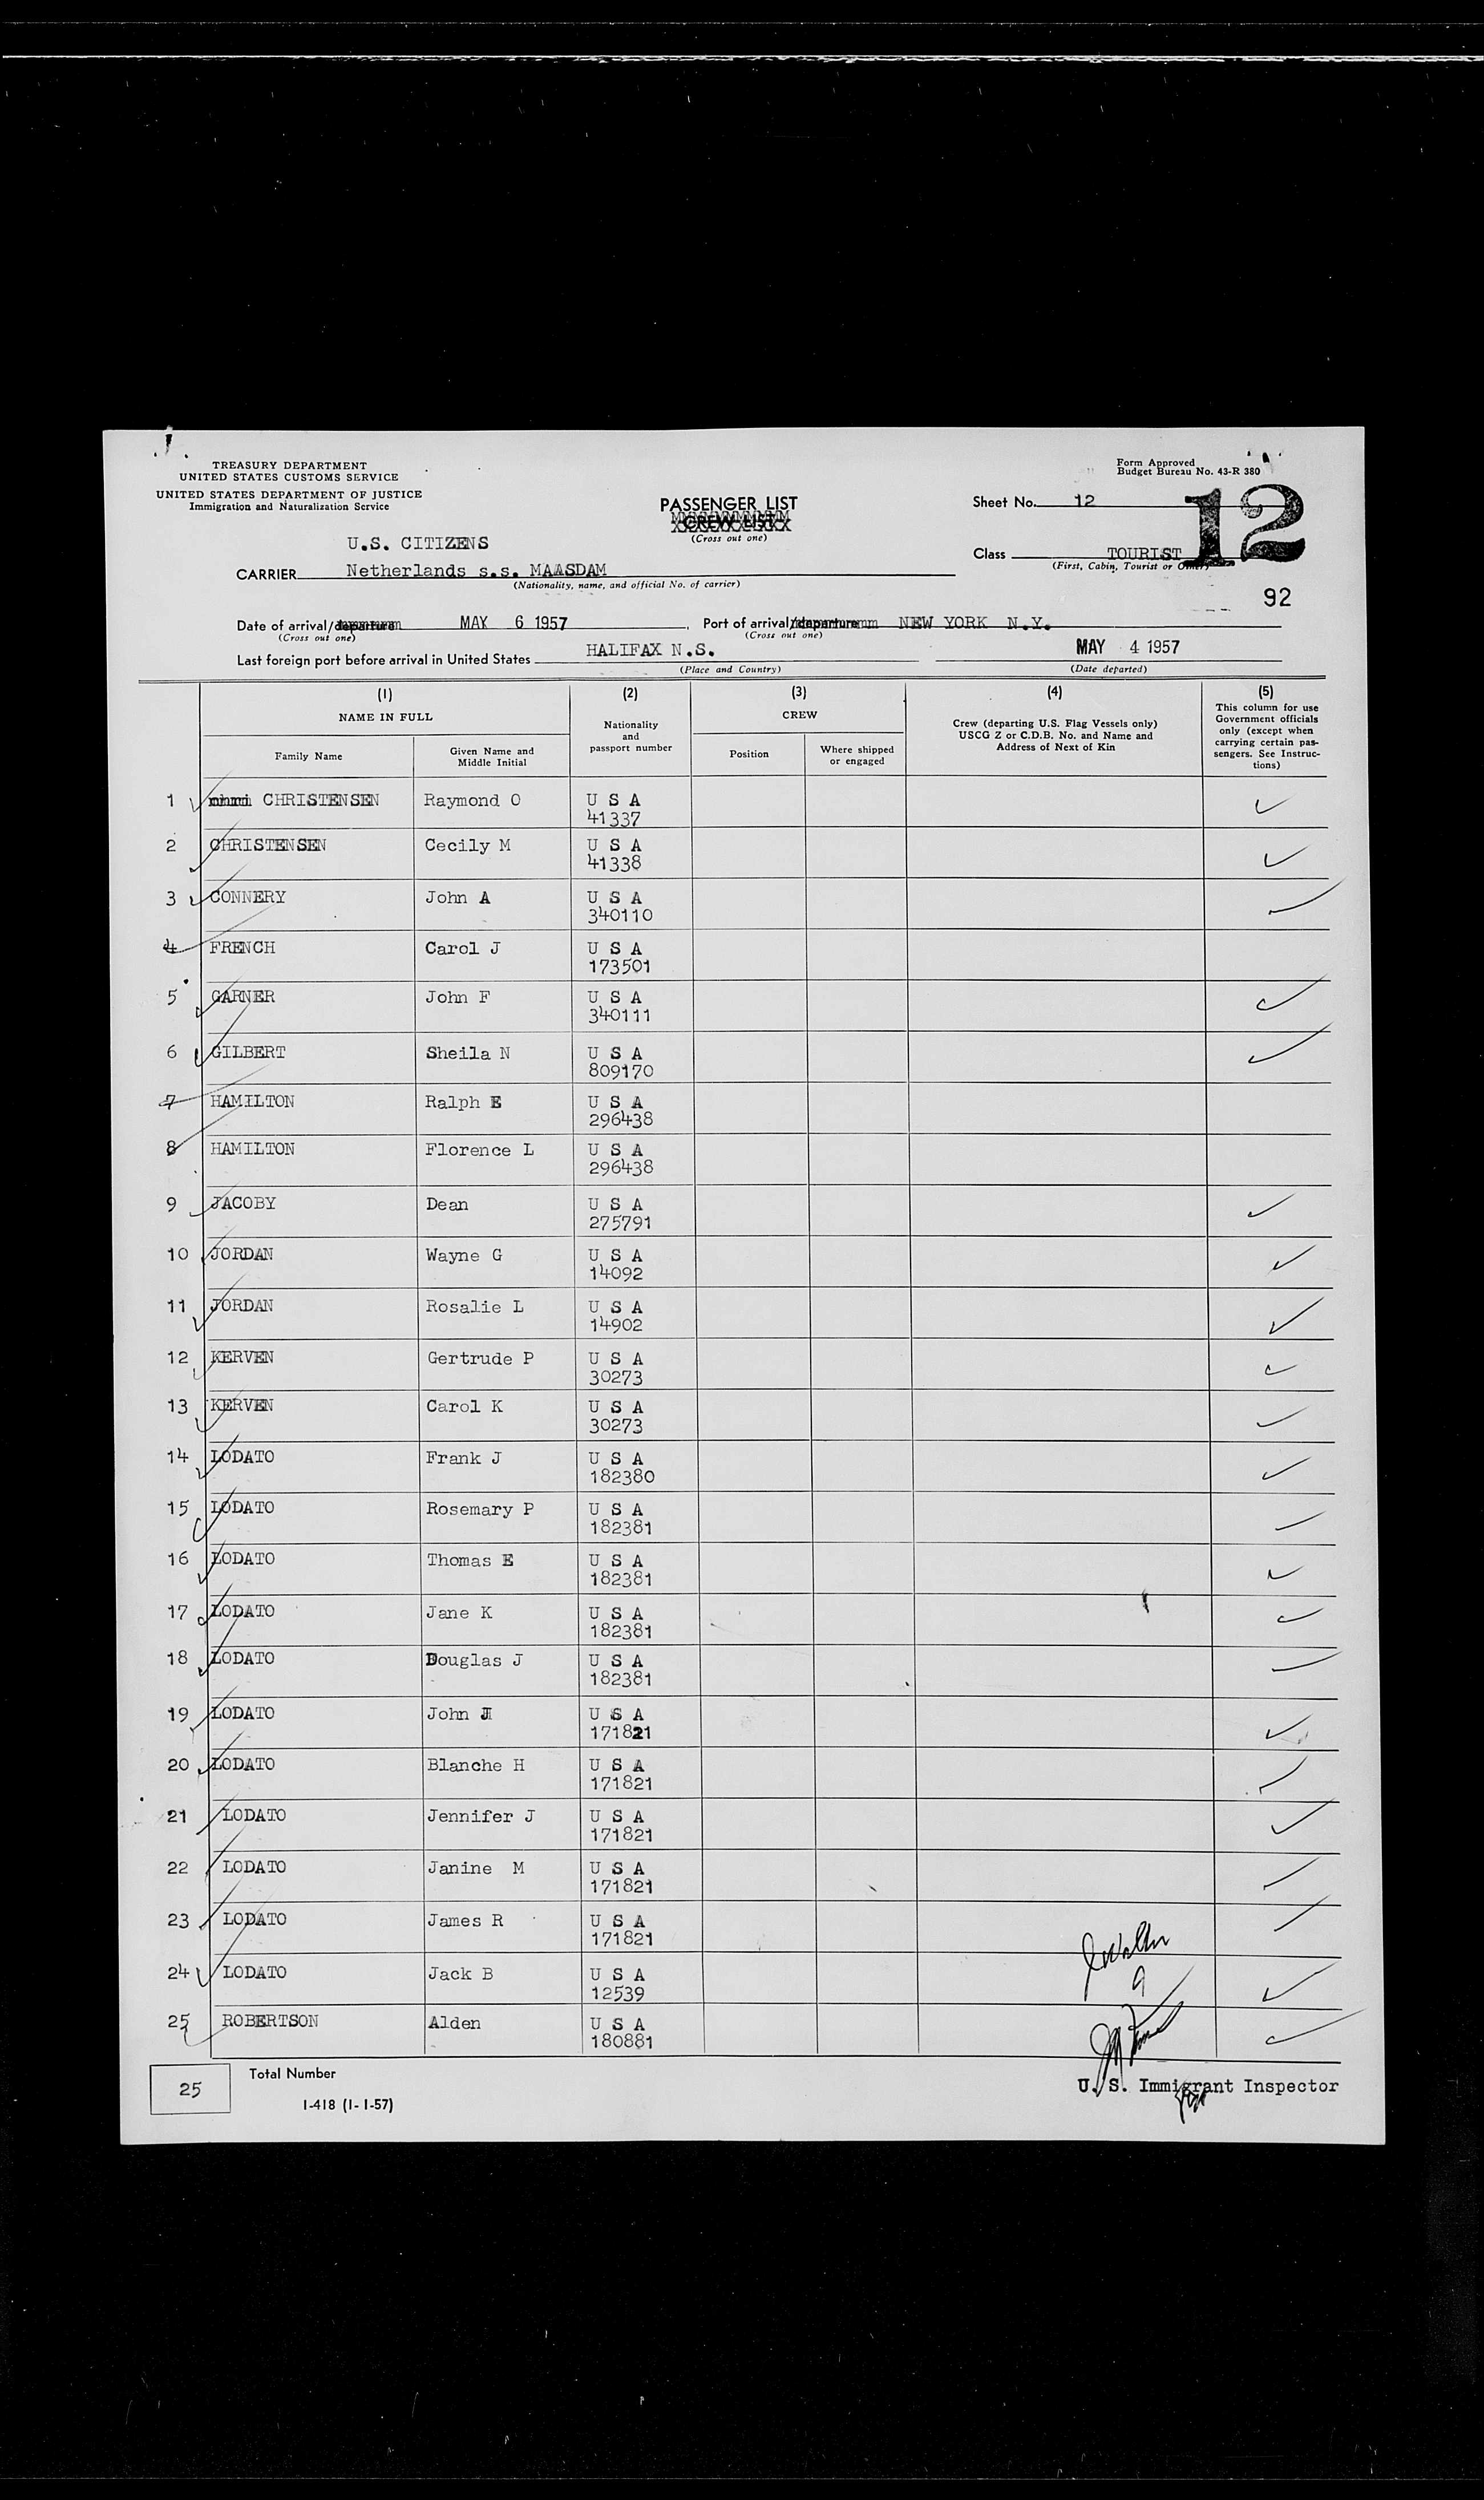 TREASURY DEPARTMENT
UNITED STATES CUSTOMS SERVICE
UNITED STATES DEPARTMENT OF JUSTICE
Immigration and Naturalization Service
Form Approved
Budget Bureau No. 43-R 380
PASSENGER LIST
CREW LIST
(Cross out one)
Sheet No. 12
12
U.S. CITIZENS
Class TOURIST
(First, Cabin, Tourist or Other)
CARRIER Netherlands s.s. MAASDAM
(Nationality, name, and official No. of carrier)
92
Date of arrival/departure MAY 6 1957 Port of arrival/departure NEW YORK N.Y.
(Cross out one) (Cross out one)
Last foreign port before arrival in United States HALIFAX N.S. MAY 4 1957
(Place and Country) (Date departed)
(1) (2) (3) (4) (5)
NAME IN FULL
Family Name
Given Name and
Middle Initial
Nationality
and
passport number
CREW
Position
Where shipped
or engaged
Crew (departing U.S. Flag Vessels only)
USCG Z or C.D.B. No. and Name and
Address of Next of Kin
This column for use
Government officials
only (except when
carrying certain pas-
sengers. See Instruc-
tions)
1 CHRISTENSEN Raymond O U S A
41337
2 CHRISTENSEN Cecily M U S A
41338
3 CONNERY John A U S A
340110
4 FRENCH Carol J U S A
173501
5 GARNER John F U S A
340111
6 GILBERT Sheila N U S A
809170
7 HAMILTON Ralph E U S A
296438
8 HAMILTON Florence L U S A
296438
9 JACOBY Dean U S A
275791
10 JORDAN Wayne G U S A
14092
11 JORDAN Rosalie L U S A
14902
12 KERVEN Gertrude P U S A
30273
13 KERVEN Carol K U S A
30273
14 LODATO Frank J U S A
182380
15 LODATO Rosemary P U S A
182381
16 LODATO Thomas E U S A
182381
17 LODATO Jane K U S A
182381
18 LODATO Douglas J U S A
182381
19 LODATO John U S A
171821
20 LODATO Blanche H U S A
171821
21 LODATO Jennifer J U S A
171821
22 LODATO Janine M U S A
171821
23 LODATO James R U S A
171821
24 LODATO Jack B U S A
12539
25 ROBERTSON Alden U S A
180881
25 Total Number
U. S. Immigrant Inspector
I-418 (1-1-57)